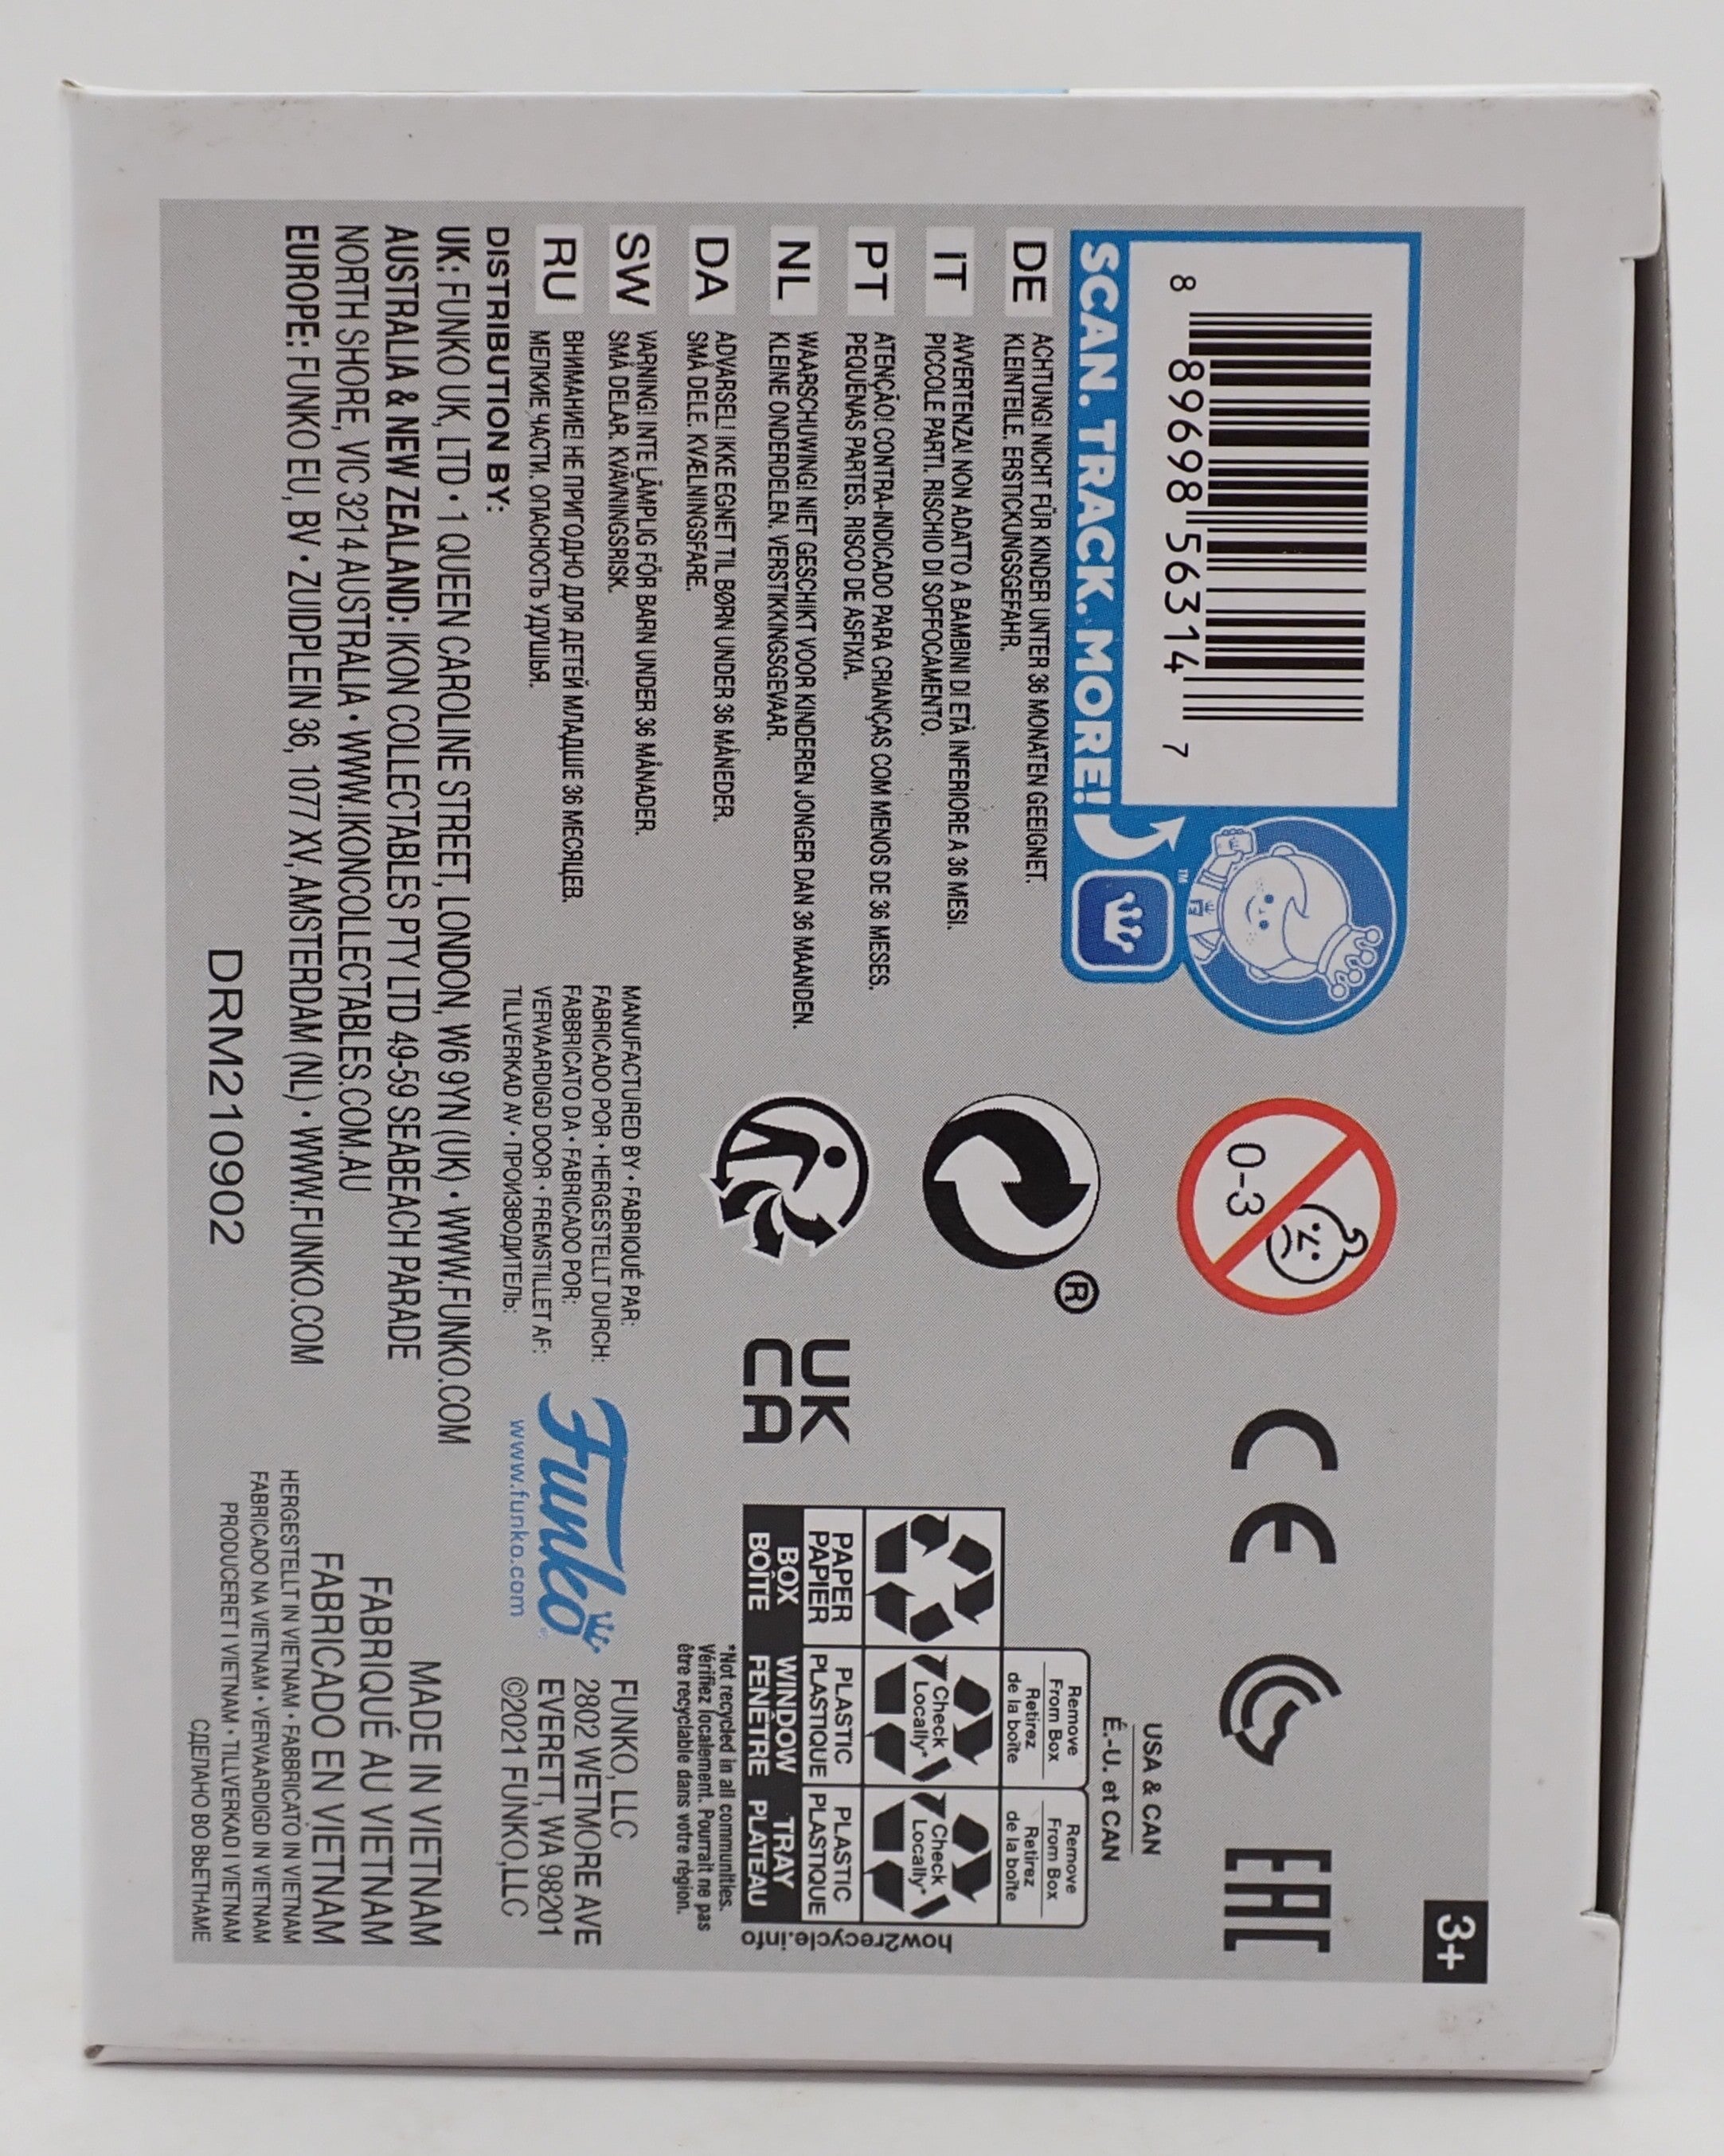 3+
8 89698 56314 7
SCAN. TRACK. MORE!
™
0-3
CE
EAC
DE
ACHTUNG! NICHT FÜR KINDER UNTER 36 MONATEN GEEIGNET.
KLEINTEILE. ERSTICKUNGSGEFAHR.
IT
AVVERTENZA! NON ADATTO A BAMBINI DI ETÀ INFERIORE A 36 MESI.
PICCOLE PARTI. RISCHIO DI SOFFOCAMENTO.
PT
ATENÇÃO! CONTRA-INDICADO PARA CRIANÇAS COM MENOS DE 36 MESES.
PEQUENAS PARTES. RISCO DE ASFIXIA.
NL
WAARSCHUWING! NIET GESCHIKT VOOR KINDEREN JONGER DAN 36 MAANDEN.
KLEINE ONDERDELEN. VERSTIKKINGSGEVAAR.
DA
ADVARSEL! IKKE EGNET TIL BØRN UNDER 36 MÅNEDER.
SMÅ DELE. KVÆLNINGSFARE.
SW
VARNING! INTE LÄMPLIG FÖR BARN UNDER 36 MÅNADER.
SMÅ DELAR. KVÄVNINGSRISK.
RU
ВНИМАНИЕ! НЕ ПРИГОДНО ДЛЯ ДЕТЕЙ МЛАДШЕ 36 МЕСЯЦЕВ.
МЕЛКИЕ ЧАСТИ. ОПАСНОСТЬ УДУШЬЯ.
®
UK
CA
USA & CAN
É.-U. et CAN
Remove
From Box
Retirez
de la boîte
Remove
From Box
Retirez
de la boîte
Check
Locally*
Check
Locally*
PAPER
PAPIER
PLASTIC
PLASTIQUE
PLASTIC
PLASTIQUE
BOX
BOÎTE
WINDOW
FENÊTRE
TRAY
PLATEAU
how2recycle.info
*Not recycled in all communities.
Vérifiez localement. Pourrait ne pas
être recyclable dans votre région.
MANUFACTURED BY • FABRIQUÉ PAR:
FABRICADO POR • HERGESTELLT DURCH:
FABBRICATO DA • FABRICADO POR:
VERVAARDIGD DOOR • FREMSTILLET AF:
TILLVERKAD AV • ПРОИЗВОДИТЕЛЬ:
Funko
www.funko.com
FUNKO, LLC
2802 WETMORE AVE
EVERETT, WA 98201
©2021 FUNKO,LLC
DISTRIBUTION BY:
UK: FUNKO UK, LTD • 1 QUEEN CAROLINE STREET, LONDON, W6 9YN (UK) • WWW.FUNKO.COM
AUSTRALIA & NEW ZEALAND: IKON COLLECTABLES PTY LTD 49-59 SEABEACH PARADE
NORTH SHORE, VIC 3214 AUSTRALIA • WWW.IKONCOLLECTABLES.COM.AU
EUROPE: FUNKO EU, BV • ZUIDPLEIN 36, 1077 XV, AMSTERDAM (NL) • WWW.FUNKO.COM
DRM210902
MADE IN VIETNAM
FABRIQUÉ AU VIETNAM
FABRICADO EN VIETNAM
HERGESTELLT IN VIETNAM • FABBRICATO IN VIETNAM
FABRICADO NA VIETNAM • VERVAARDIGD IN VIETNAM
PRODUCERET I VIETNAM • TILLVERKAD I VIETNAM
СДЕЛАНО ВО ВЬЕТНАМЕ